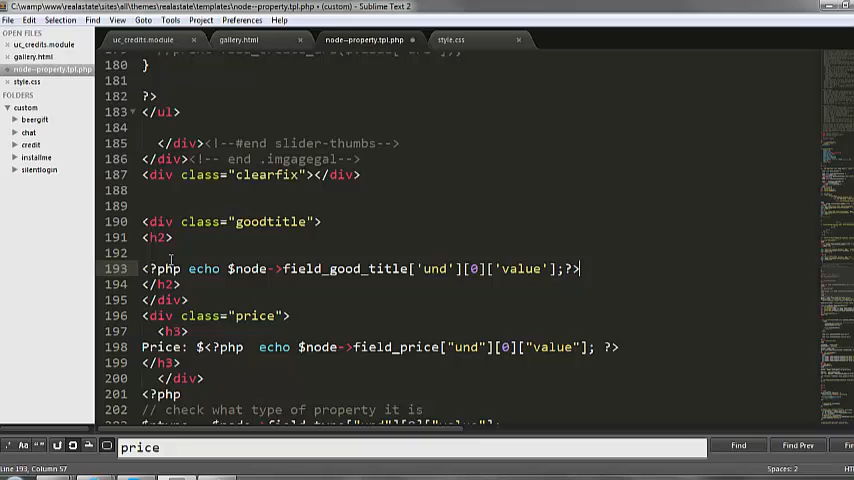 C:\wamp\www\realastate\sites\all\themes\realastate\templates\node--property.tpl.php • (custom) - Sublime Text 2
File Edit Selection Find View Goto Tools Project Preferences Help
OPEN FILES
uc_credits.module
gallery.html
node--property.tpl.php
style.css
FOLDERS
custom
beergift
chat
credit
installme
silentlogin
uc_credits.module × gallery.html × node--property.tpl.php • style.css ×
180 }
181
182 ?>
183 </ul>
184
185 </div><!--#end slider-thumbs-->
186 </div><!-- end .imgagegal-->
187 <div class="clearfix"></div>
188
189
190 <div class="goodtitle">
191 <h2>
192
193 <?php echo $node->field_good_title['und'][0]['value'];?>
194 </h2>
195 </div>
196 <div class="price">
197 <h3>
198 Price: $<?php echo $node->field_price["und"][0]["value"]; ?>
199 </h3>
200 </div>
201 <?php
202 // check what type of property it is
.* Aa "" price Find Find Prev
Line 193, Column 57 Spaces: 2